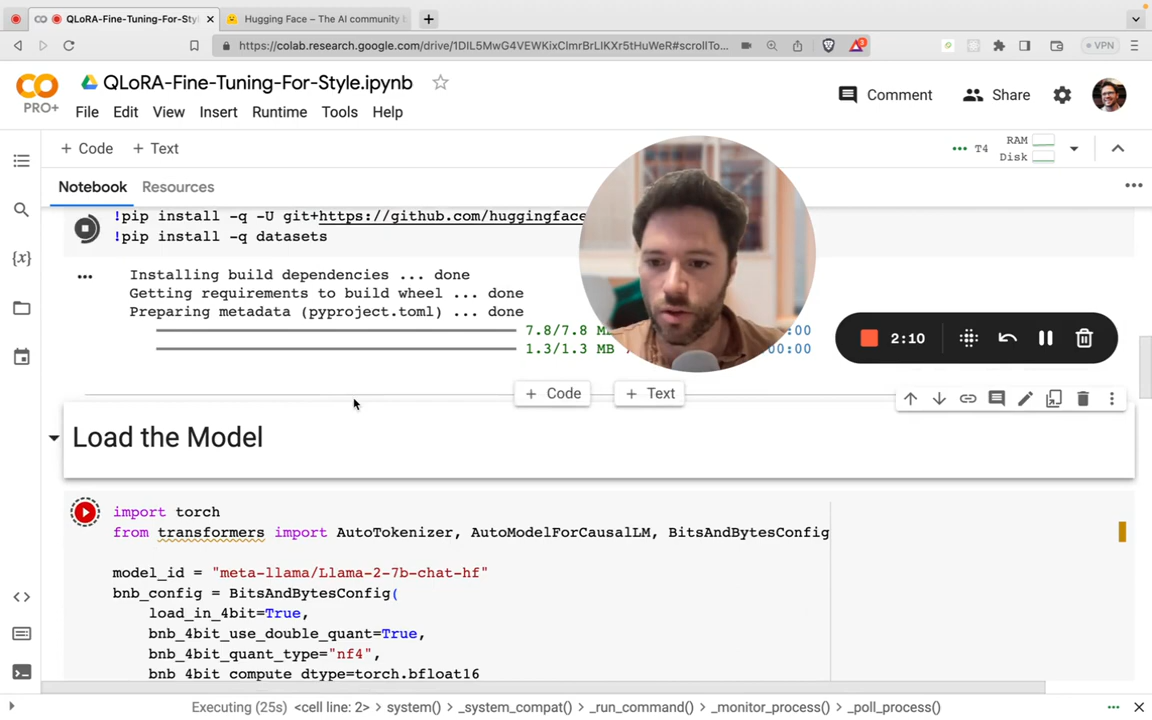 QLoRA-Fine-Tuning-For-Sty
Hugging Face – The AI community
https://colab.research.google.com/drive/1DIL5MwG4VEWKixClmrBrLIKXr5tHuWeR#scrollTo...
VPN
QLoRA-Fine-Tuning-For-Style.ipynb
PRO+
File Edit View Insert Runtime Tools Help
Comment
Share
+ Code + Text
T4
RAM
Disk
Notebook
Resources
!pip install -q -U git+https://github.com/huggingface
!pip install -q datasets
Installing build dependencies ... done
Getting requirements to build wheel ... done
Preparing metadata (pyproject.toml) ... done
7.8/7.8 :00
1.3/1.3 MB 00:00
2:10
+ Code + Text
Load the Model
import torch
from transformers import AutoTokenizer, AutoModelForCausalLM, BitsAndBytesConfig
model_id = "meta-llama/Llama-2-7b-chat-hf"
bnb_config = BitsAndBytesConfig(
load_in_4bit=True,
bnb_4bit_use_double_quant=True,
bnb_4bit_quant_type="nf4",
bnb_4bit_compute_dtype=torch.bfloat16
Executing (25s) <cell line: 2> system() _system_compat() _run_command() _monitor_process() _poll_process()